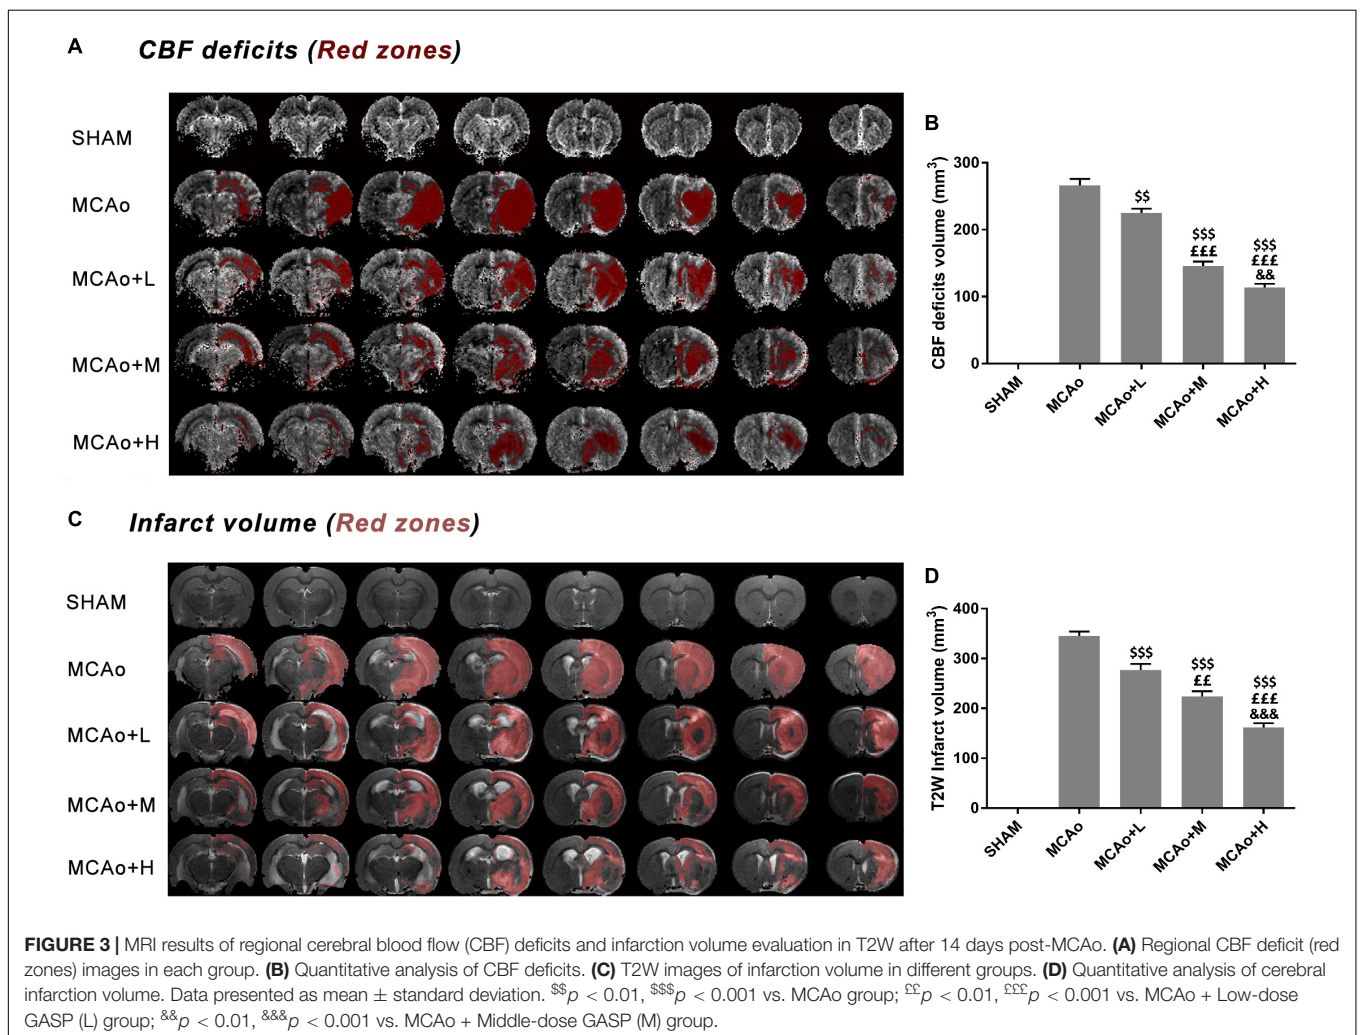 A CBF deficits (Red zones)
SHAM
MCAo
MCAo+L
MCAo+M
MCAo+H
B
CBF deficits volume (mm³)
300
200
100
0
$$
$$$
£££
$$$
£££
&&
SHAM
MCAo
MCAo+L
MCAo+M
MCAo+H
C Infarct volume (Red zones)
SHAM
MCAo
MCAo+L
MCAo+M
MCAo+H
D
T2W Infarct volume (mm³)
400
300
200
100
0
$$$
$$$
££
$$$
£££
&&&
SHAM
MCAo
MCAo+L
MCAo+M
MCAo+H
FIGURE 3 | MRI results of regional cerebral blood flow (CBF) deficits and infarction volume evaluation in T2W after 14 days post-MCAo. (A) Regional CBF deficit (red
zones) images in each group. (B) Quantitative analysis of CBF deficits. (C) T2W images of infarction volume in different groups. (D) Quantitative analysis of cerebral
infarction volume. Data presented as mean ± standard deviation. $$p < 0.01, $$$p < 0.001 vs. MCAo group; ££p < 0.01, £££p < 0.001 vs. MCAo + Low-dose
GASP (L) group; &&p < 0.01, &&&p < 0.001 vs. MCAo + Middle-dose GASP (M) group.